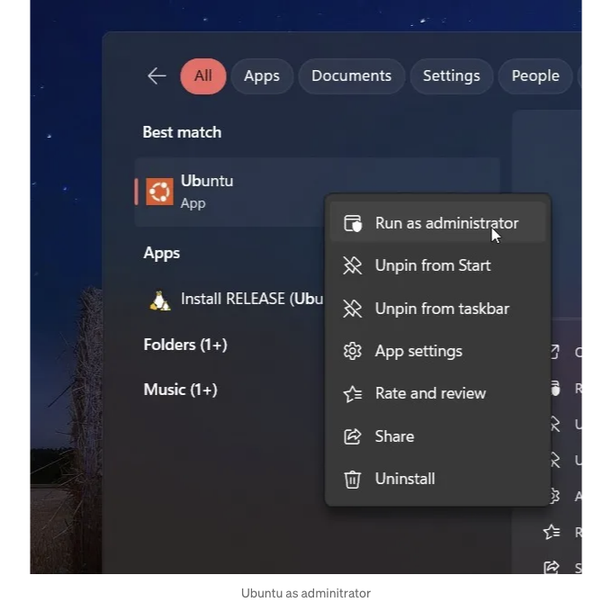 All
Apps
Documents
Settings
People
Best match
Ubuntu
App
Apps
Install RELEASE (Ubu
Folders (1+)
Music (1+)
Run as administrator
Unpin from Start
Unpin from taskbar
App settings
Rate and review
Share
Uninstall
Ubuntu as adminitrator